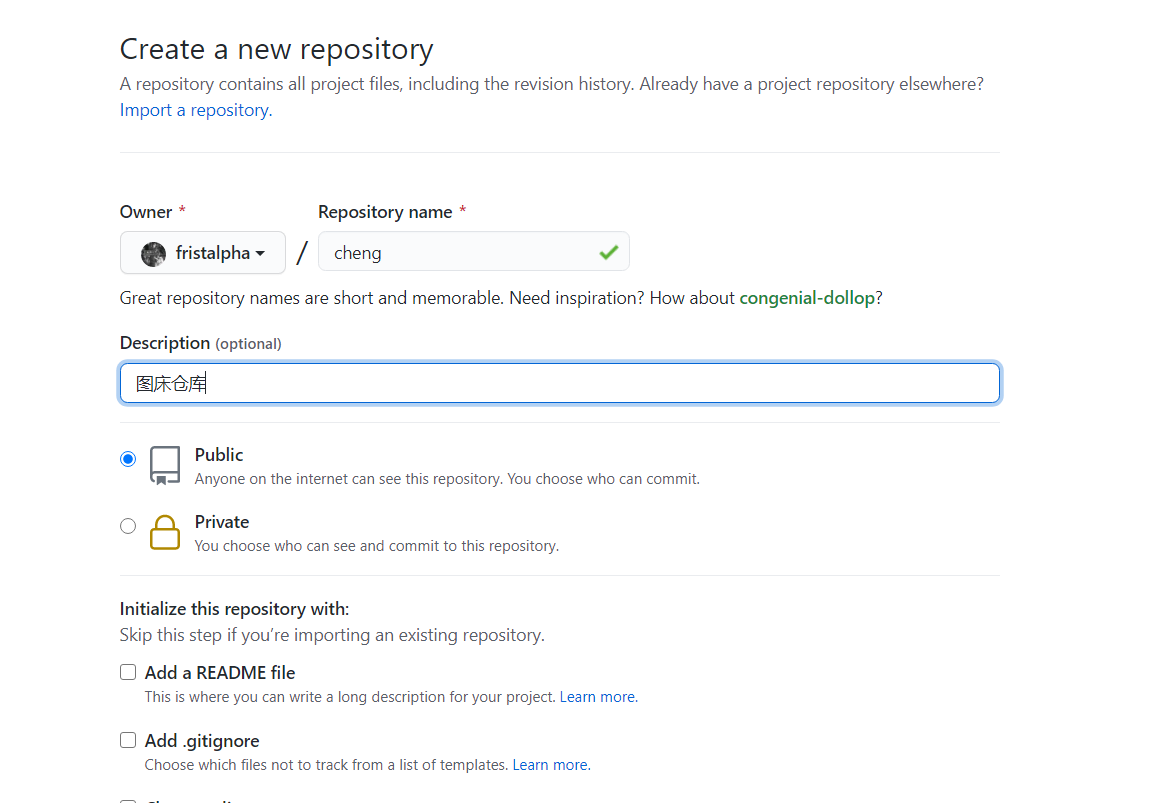 Create a new repository
A repository contains all project files, including the revision history. Already have a project repository elsewhere?
Import a repository.
Owner *
Repository name *
fristalpha
/
cheng
Great repository names are short and memorable. Need inspiration? How about congenial-dollop?
Description (optional)
图床仓库
Public
Anyone on the internet can see this repository. You choose who can commit.
Private
You choose who can see and commit to this repository.
Initialize this repository with:
Skip this step if you’re importing an existing repository.
Add a README file
This is where you can write a long description for your project. Learn more.
Add .gitignore
Choose which files not to track from a list of templates. Learn more.